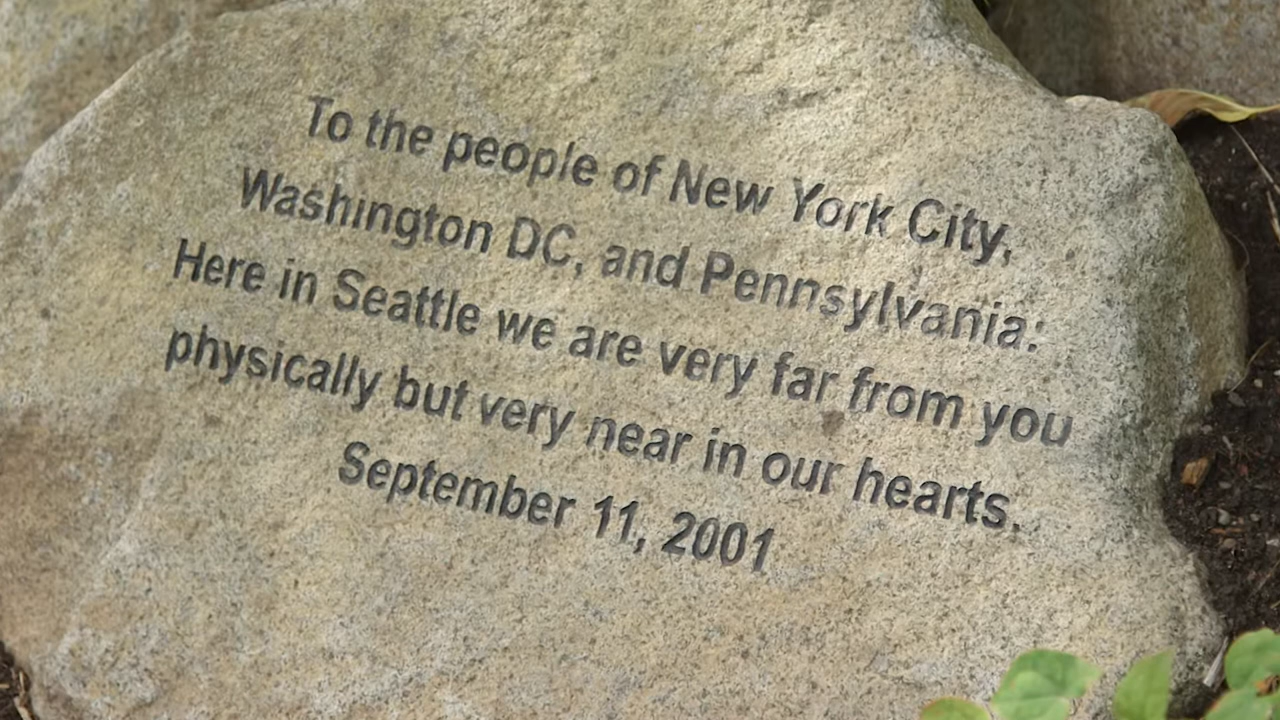 To the people of New York City,
Washington DC, and Pennsylvania:
Here in Seattle we are very far from you
physically but very near in our hearts.
September 11, 2001